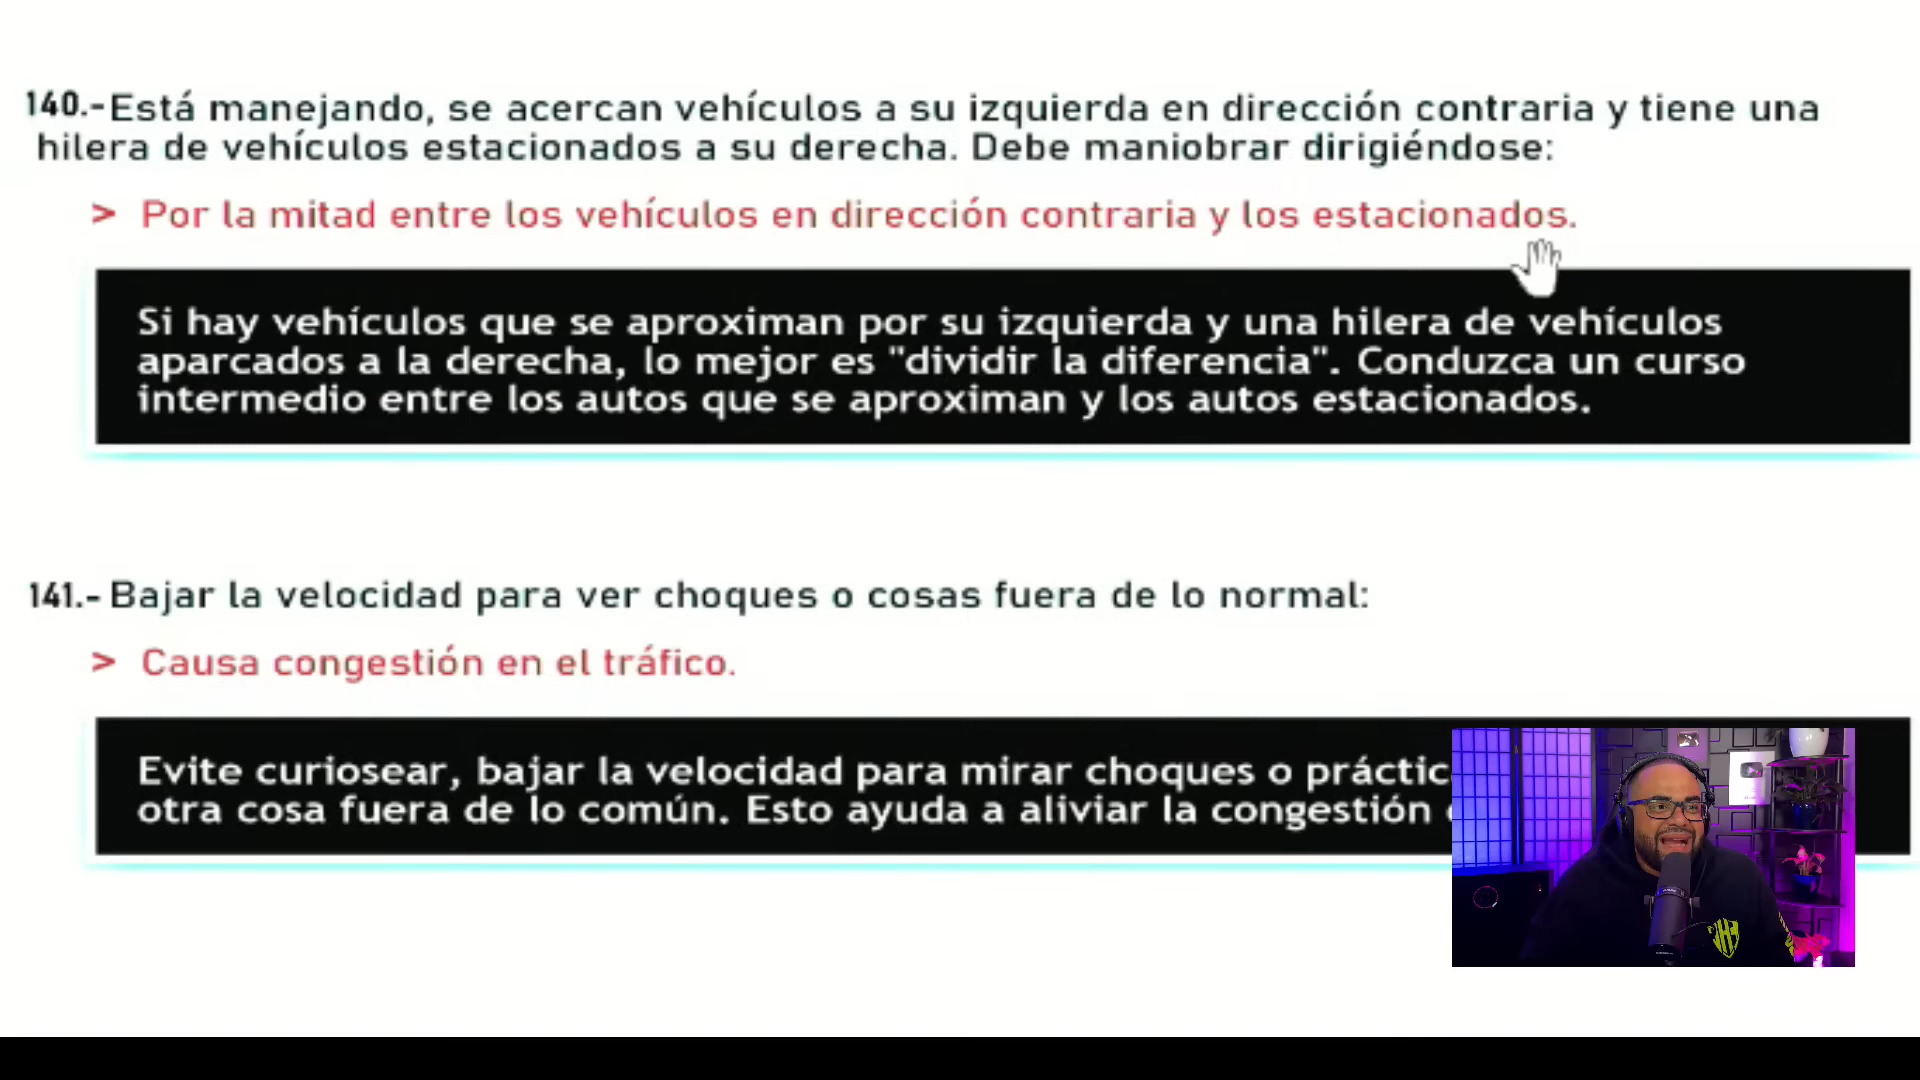 140.-Está manejando, se acercan vehículos a su izquierda en dirección contraria y tiene una
hilera de vehículos estacionados a su derecha. Debe maniobrar dirigiéndose:
> Por la mitad entre los vehículos en dirección contraria y los estacionados.
Si hay vehículos que se aproximan por su izquierda y una hilera de vehículos
aparcados a la derecha, lo mejor es "dividir la diferencia". Conduzca un curso
intermedio entre los autos que se aproximan y los autos estacionados.
141.- Bajar la velocidad para ver choques o cosas fuera de lo normal:
> Causa congestión en el tráfico.
Evite curiosear, bajar la velocidad para mirar choques o
otra cosa fuera de lo común. Esto ayuda a aliviar la congestión